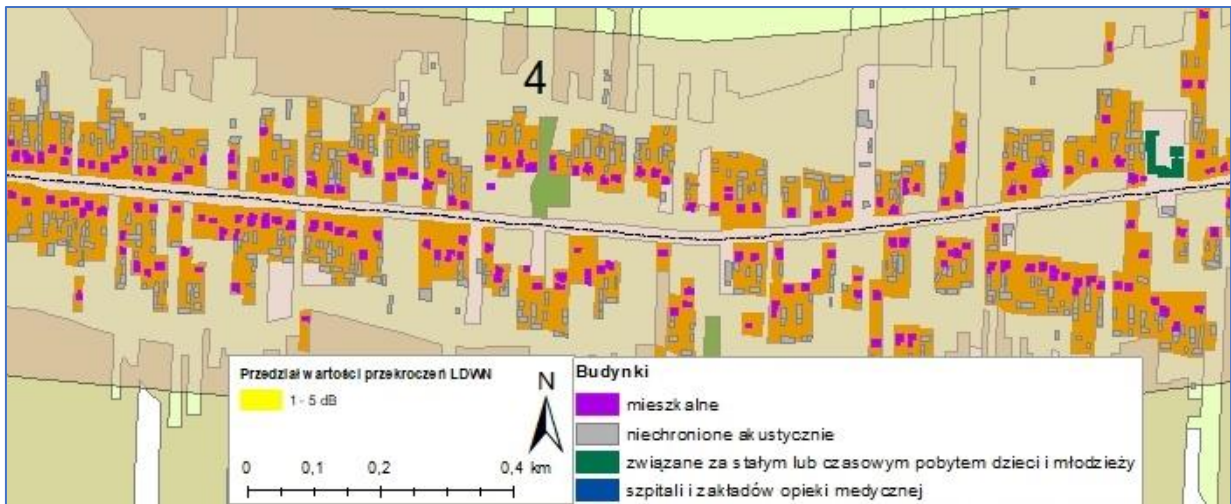 4
Przedział wartości przekroczeń LDWN
1 - 5 dB
N
0 0,1 0,2 0,4 km
Budynki
mieszkalne
niechronione akustycznie
związane za stałym lub czasowym pobytem dzieci i młodzieży
szpitali i zakładów opieki medycznej